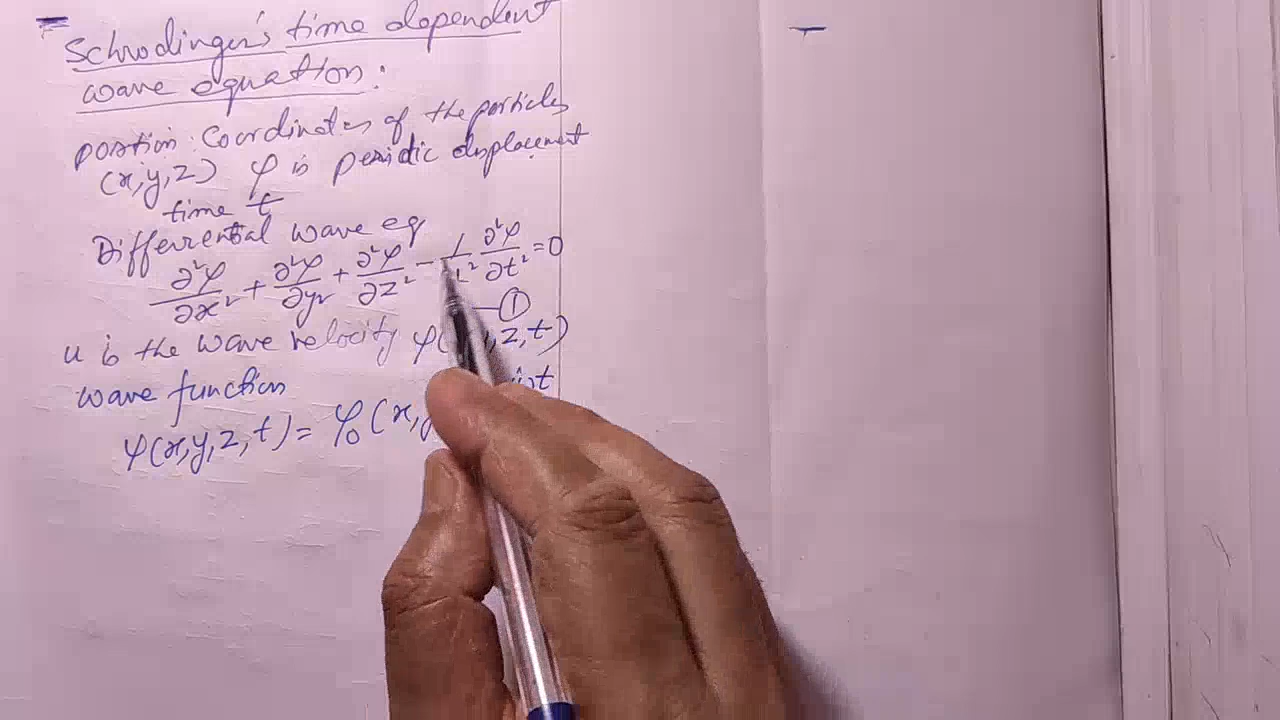 Schrodinger's time dependent
wave equation.
position coordinates of the particles
(x,y,z) φ is periodic displacement
time t
Differential wave eq
∂²φ/∂x² + ∂²φ/∂y² + ∂²φ/∂z² - 1/u² ∂²φ/∂t² = 0
①
u is the wave velocity φ( , z, t)
wave function
φ(x,y,z,t) = φ₀(x,y